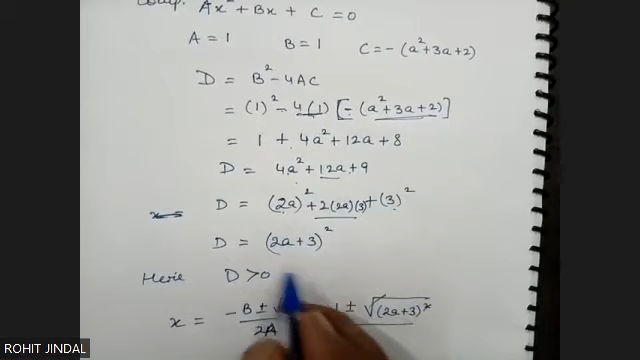 Comp. Ax² + Bx + C = 0
A = 1 B = 1 C = -(a²+3a+2)
D = B² - 4AC
= (1)² - 4(1) [-(a²+3a+2)]
= 1 + 4a² + 12a + 8
D = 4a² + 12a + 9
D = (2a)² + 2(2a)(3) + (3)²
D = (2a+3)²
Here D > 0
x = -B ± √ 2A 1 ± √(2a+3)²
ROHIT JINDAL